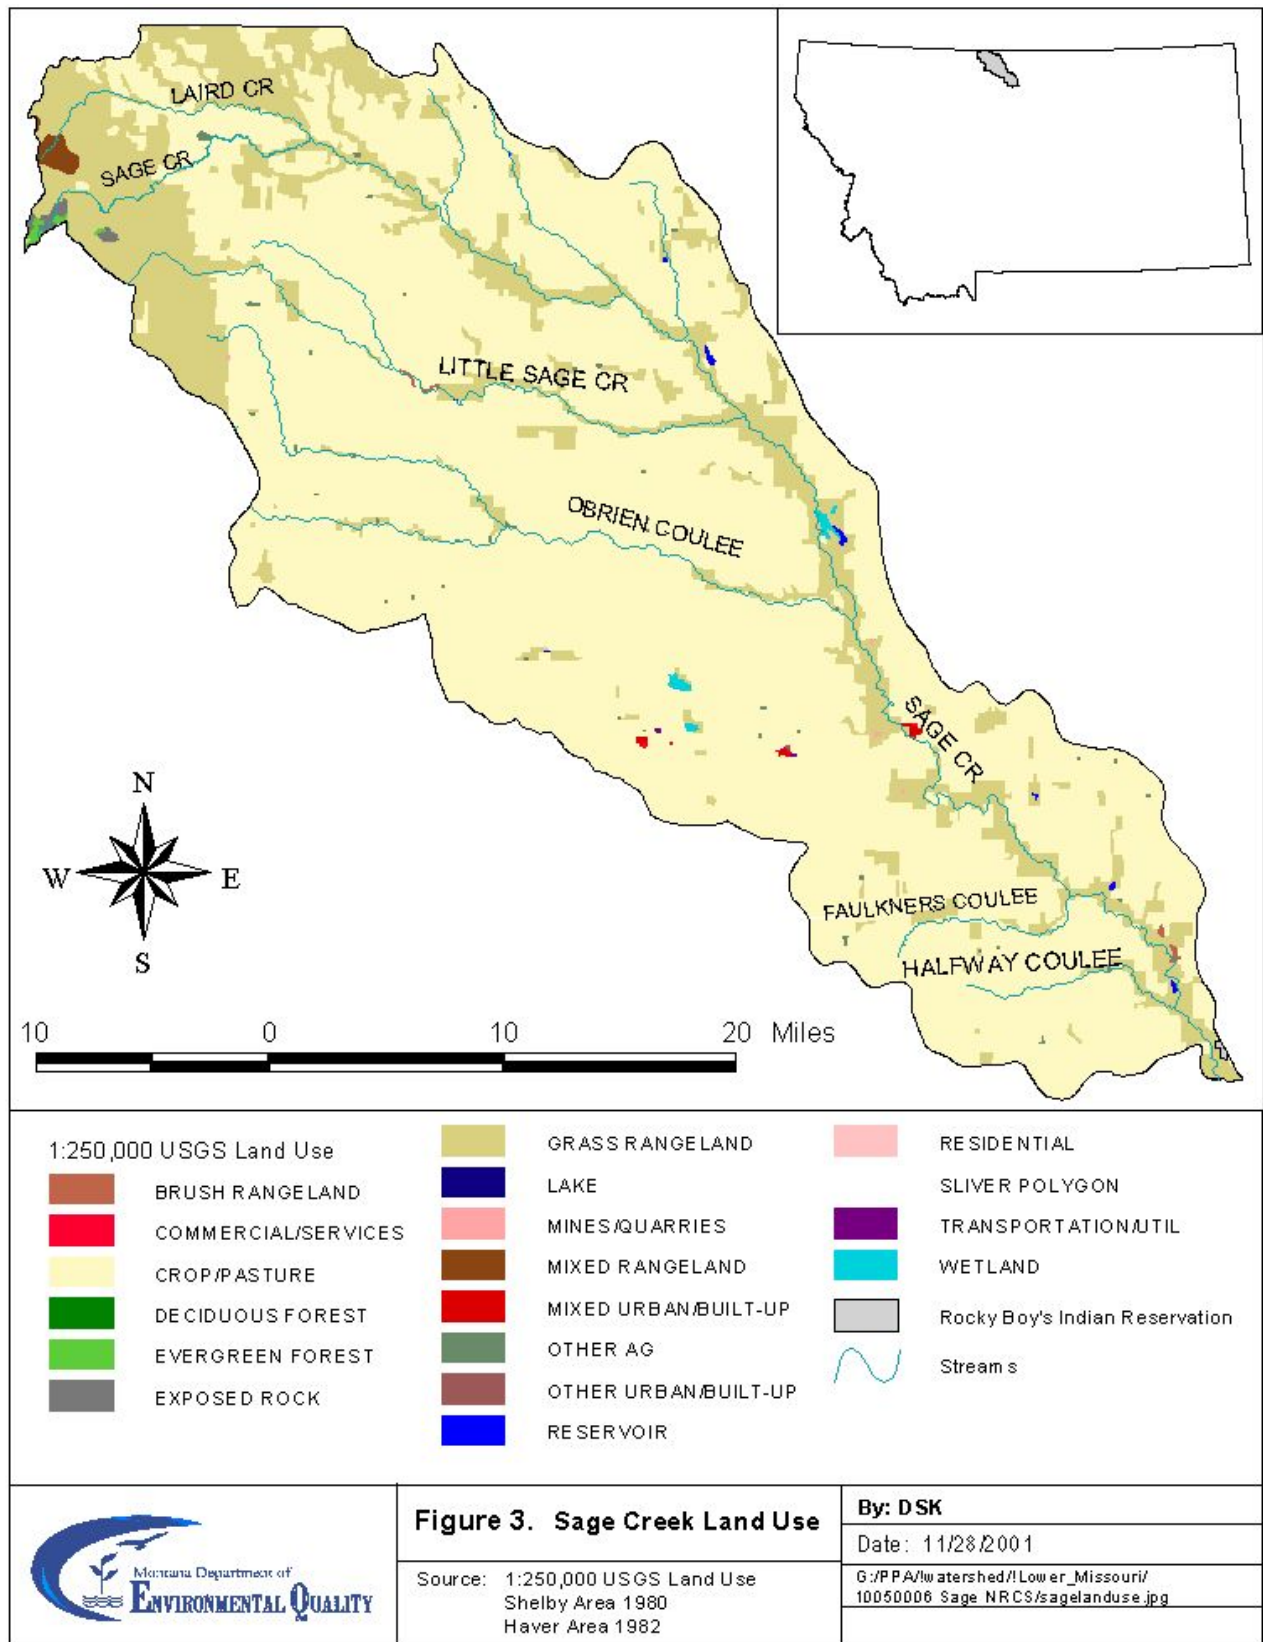 LAIRD CR
SAGE CR
LITTLE SAGE CR
OBRIEN COULEE
SAGE CR
FAULKNERS COULEE
HALFWAY COULEE
N
W E
S
10 0 10 20 Miles
1:250,000 USGS Land Use
BRUSH RANGELAND
COMMERCIAL/SERVICES
CROP/PASTURE
DECIDUOUS FOREST
EVERGREEN FOREST
EXPOSED ROCK
GRASS RANGELAND
LAKE
MINES/QUARRIES
MIXED RANGELAND
MIXED URBAN/BUILT-UP
OTHER AG
OTHER URBAN/BUILT-UP
RESERVOIR
RESIDENTIAL
SLIVER POLYGON
TRANSPORTATION/UTIL
WETLAND
Rocky Boy's Indian Reservation
Streams
Montana Department of
ENVIRONMENTAL QUALITY
Figure 3. Sage Creek Land Use
Source: 1:250,000 USGS Land Use
Shelby Area 1980
Haver Area 1982
By: DSK
Date: 11/28/2001
G:/PPA/!watershed/!Lower_Missouri/
10050006 Sage NRCS/sagelanduse.jpg